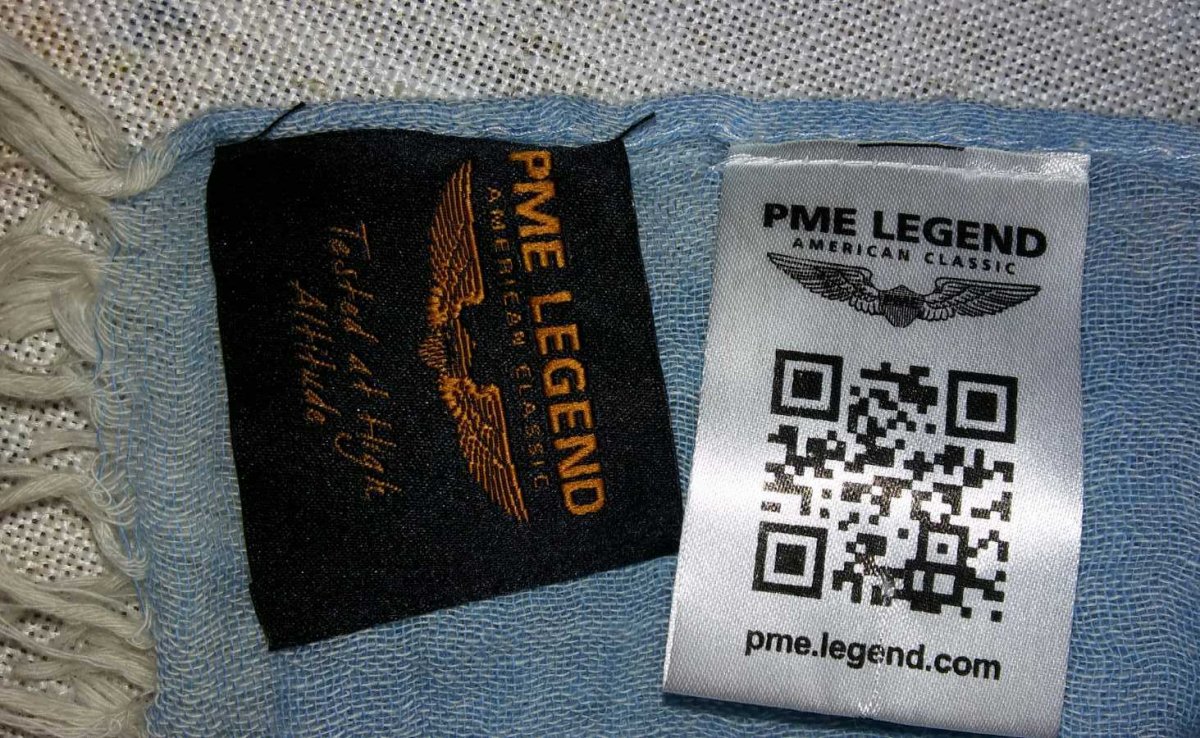 PME LEGEND
AMERICAN CLASSIC
Tested at High
Altitude
PME LEGEND
AMERICAN CLASSIC
pme.legend.com